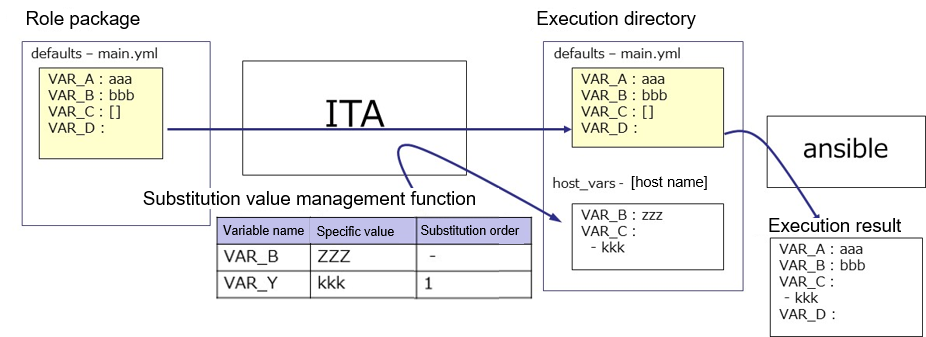 Role package
defaults – main.yml
VAR_A : aaa
VAR_B : bbb
VAR_C : []
VAR_D :
ITA
Substitution value management function
Variable name Specific value Substitution order
VAR_B ZZZ -
VAR_Y kkk 1
Execution directory
defaults – main.yml
VAR_A : aaa
VAR_B : bbb
VAR_C : []
VAR_D :
host_vars - [host name]
VAR_B : zzz
VAR_C :
- kkk
ansible
Execution result
VAR_A : aaa
VAR_B : bbb
VAR_C :
- kkk
VAR_D :